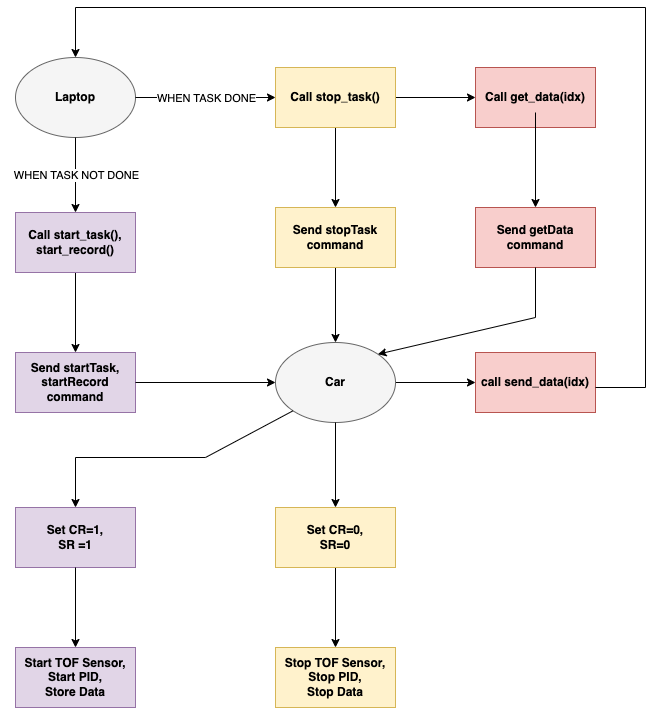 Laptop
WHEN TASK DONE
Call stop_task()
Call get_data(idx)
WHEN TASK NOT DONE
Call start_task(),
start_record()
Send stopTask
command
Send getData
command
Send startTask,
startRecord
command
Car
call send_data(idx)
Set CR=1,
SR =1
Set CR=0,
SR=0
Start TOF Sensor,
Start PID,
Store Data
Stop TOF Sensor,
Stop PID,
Stop Data